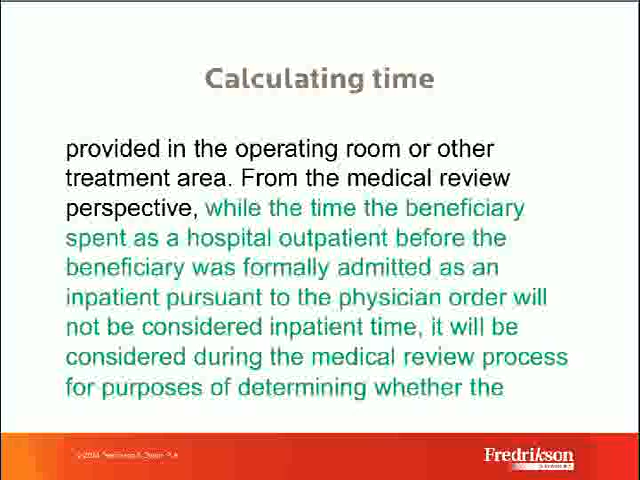 Calculating time
provided in the operating room or other
treatment area. From the medical review
perspective, while the time the beneficiary
spent as a hospital outpatient before the
beneficiary was formally admitted as an
inpatient pursuant to the physician order will
not be considered inpatient time, it will be
considered during the medical review process
for purposes of determining whether the
Fredrikson